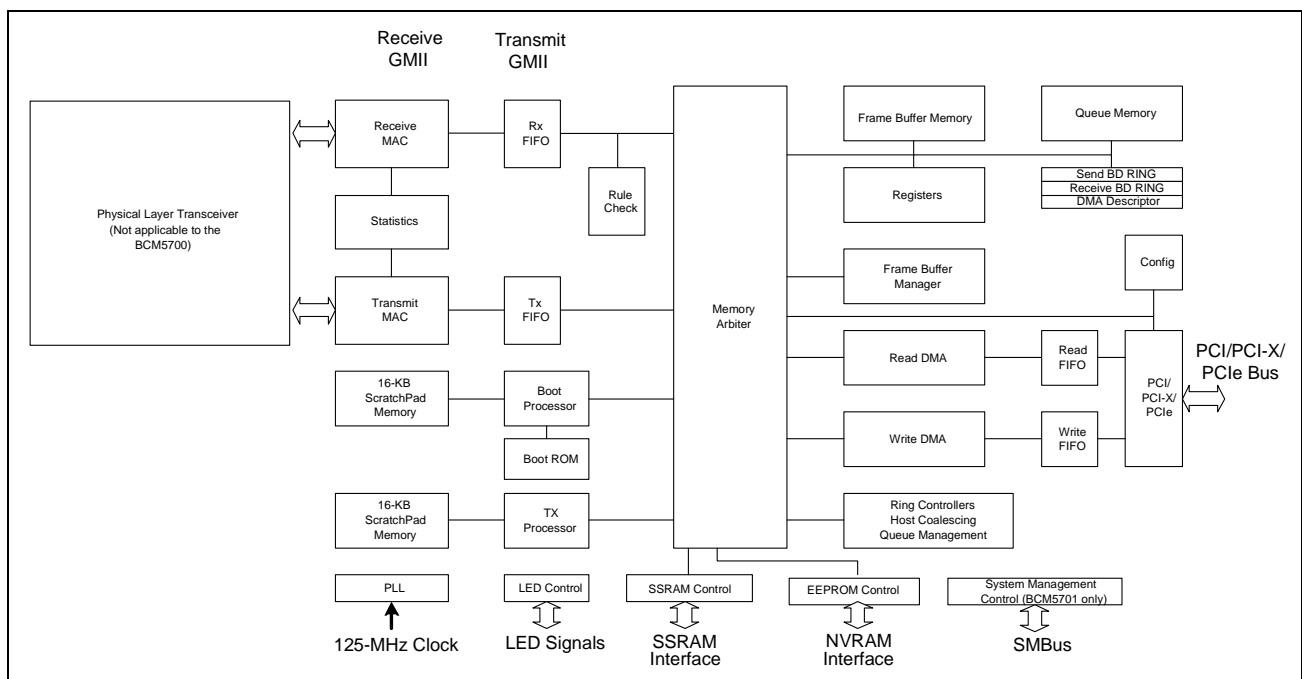 Receive
GMII
Transmit
GMII
Physical Layer Transceiver
(Not applicable to the
BCM5700)
Receive
MAC
Rx
FIFO
Rule
Check
Statistics
Transmit
MAC
Tx
FIFO
16-KB
ScratchPad
Memory
Boot
Processor
Boot ROM
16-KB
ScratchPad
Memory
TX
Processor
Memory
Arbiter
Frame Buffer Memory
Queue Memory
Registers
Send BD RING
Receive BD RING
DMA Descriptor
Frame Buffer
Manager
Config
Read DMA
Read
FIFO
Write DMA
Write
FIFO
PCI/
PCI-X/
PCIe
PCI/PCI-X/
PCIe Bus
Ring Controllers
Host Coalescing
Queue Management
PLL
LED Control
SSRAM Control
EEPROM Control
System Management
Control (BCM5701 only)
125-MHz Clock
LED Signals
SSRAM
Interface
NVRAM
Interface
SMBus